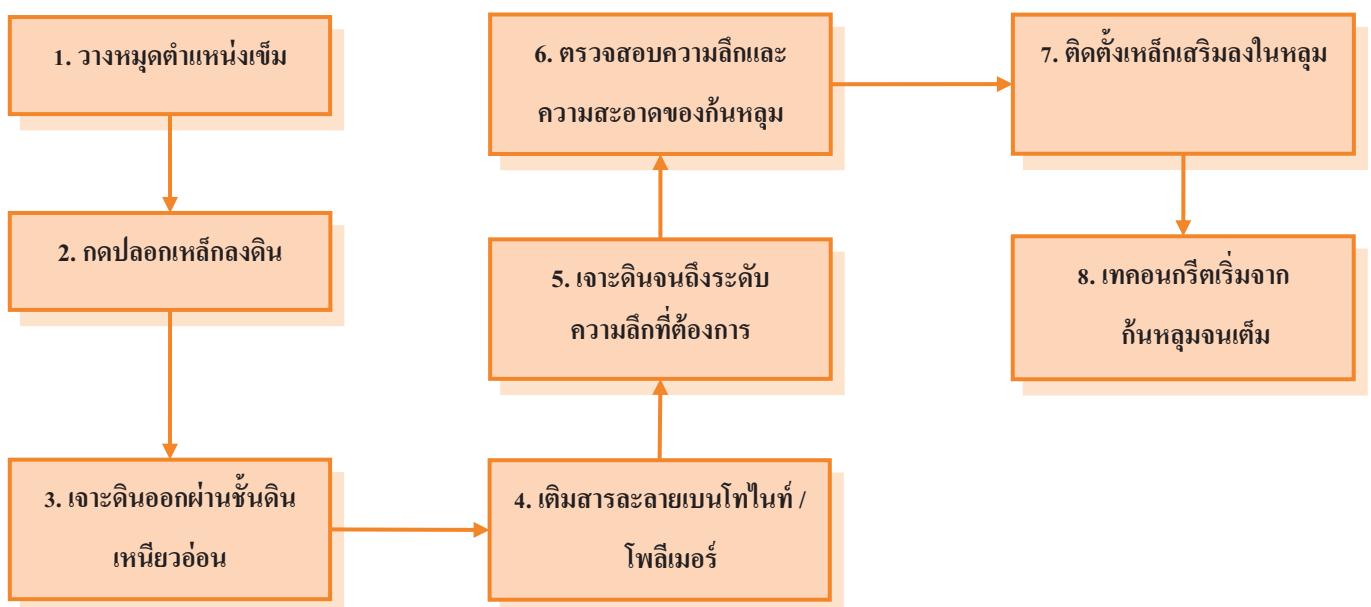 1. วางหมุดตำแหน่งเข็ม
2. กดปลอกเหล็กลงดิน
3. เจาะดินออกผ่านชั้นดิน
เหนียวอ่อน
4. เติมสารละลายเบนโทไนท์ /
โพลีเมอร์
5. เจาะดินจนถึงระดับ
ความลึกที่ต้องการ
6. ตรวจสอบความลึกและ
ความสะอาดของก้นหลุม
7. ติดตั้งเหล็กเสริมลงในหลุม
8. เทคอนกรีตเริ่มจาก
ก้นหลุมจนเต็ม